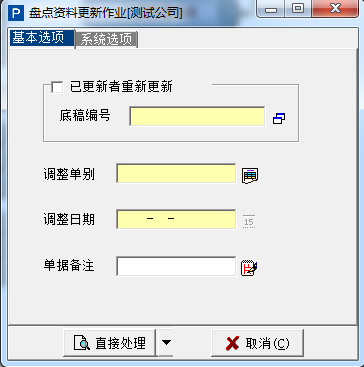 盘点资料更新作业[测试公司]
基本选项 系统选项
已更新者重新更新
底稿编号
调整单别
调整日期 - - 15
单据备注
直接处理 取消(C)